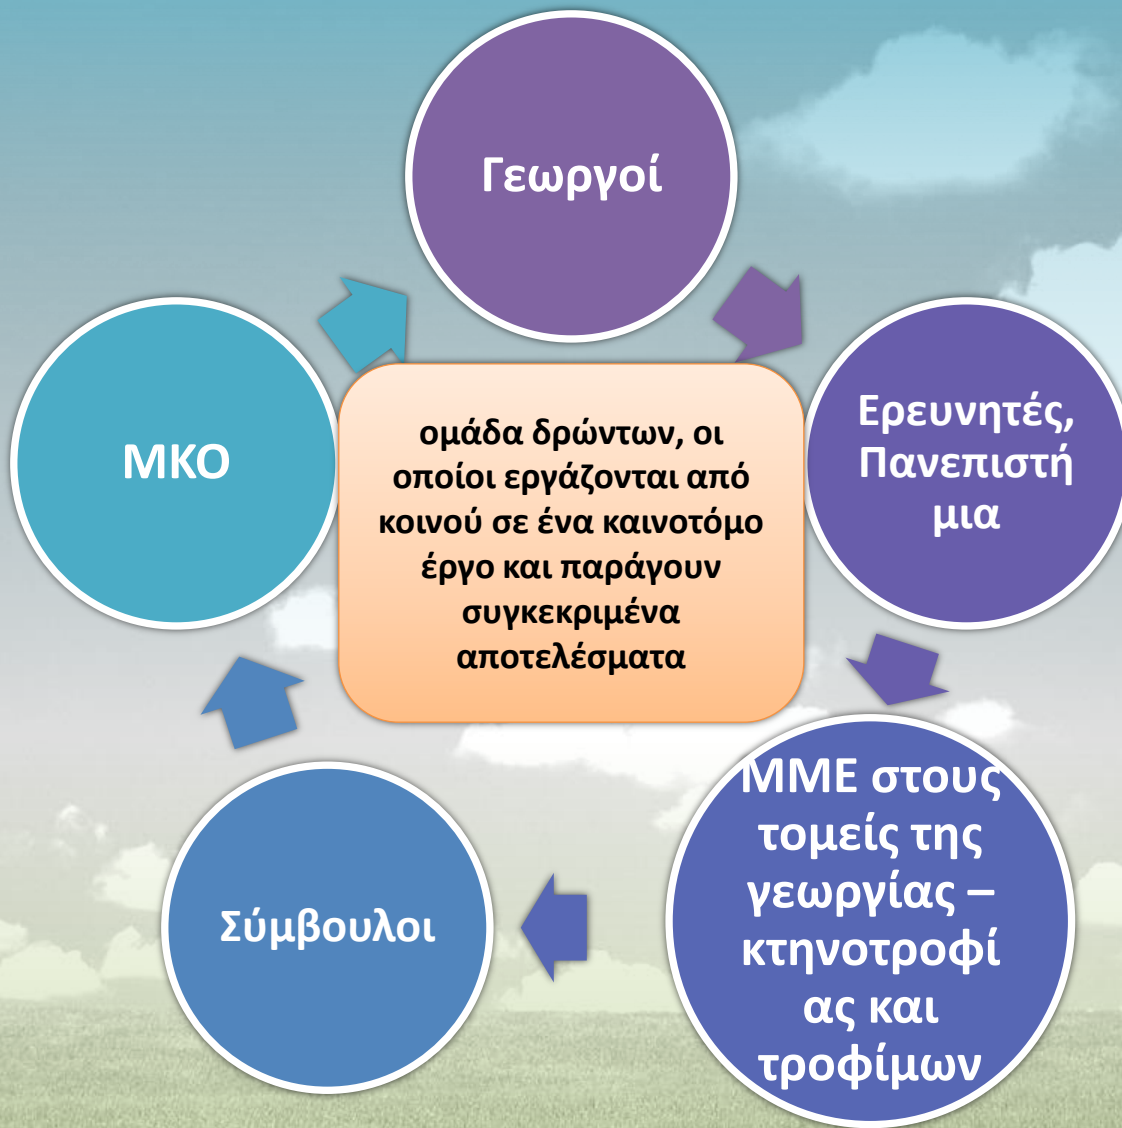 Γεωργοί
Ερευνητές,
Πανεπιστή
μια
ΜΜΕ στους
τομείς της
γεωργίας –
κτηνοτροφί
ας και
τροφίμων
Σύμβουλοι
ΜΚΟ
ομάδα δρώντων, οι
οποίοι εργάζονται από
κοινού σε ένα καινοτόμο
έργο και παράγουν
συγκεκριμένα
αποτελέσματα